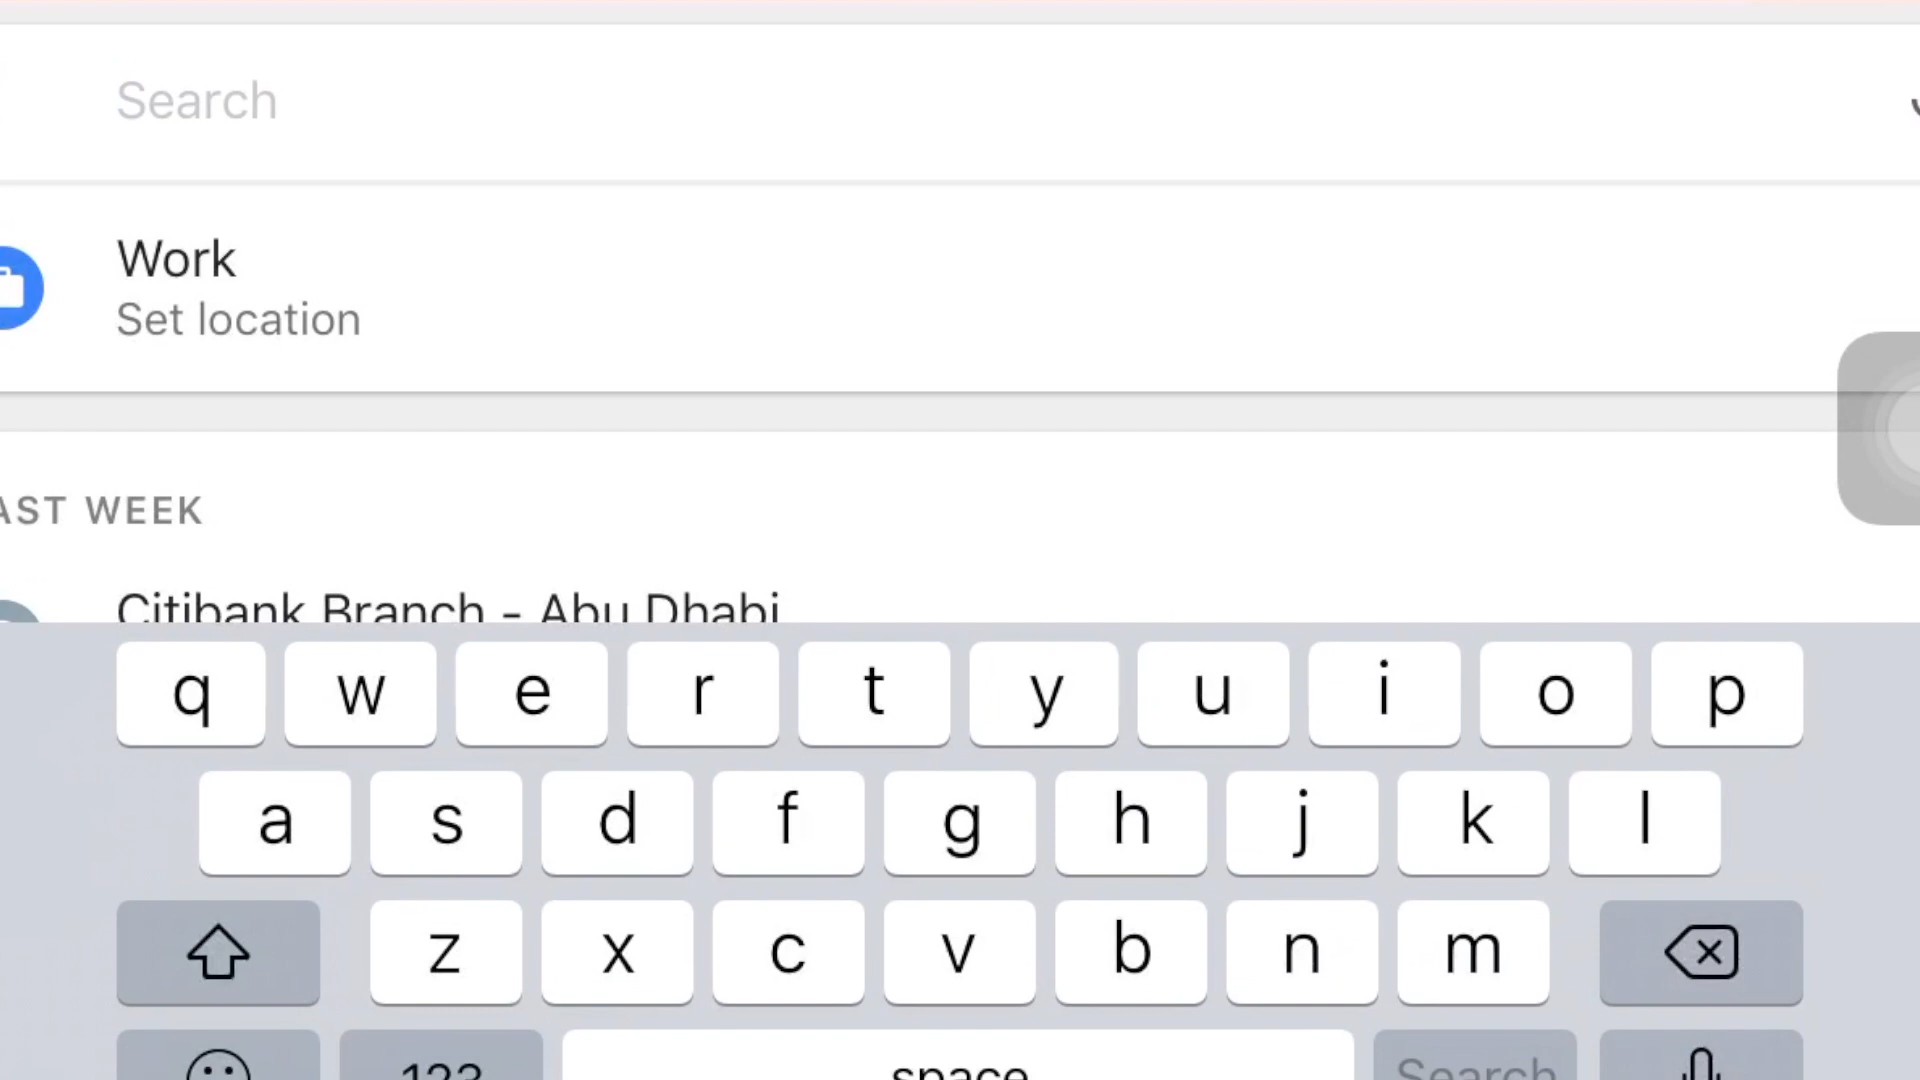 Search
Work
Set location
AST WEEK
Citibank Branch - Abu Dhabi
q w e r t y u i o p
a s d f g h j k l
z x c v b n m
123 space Search